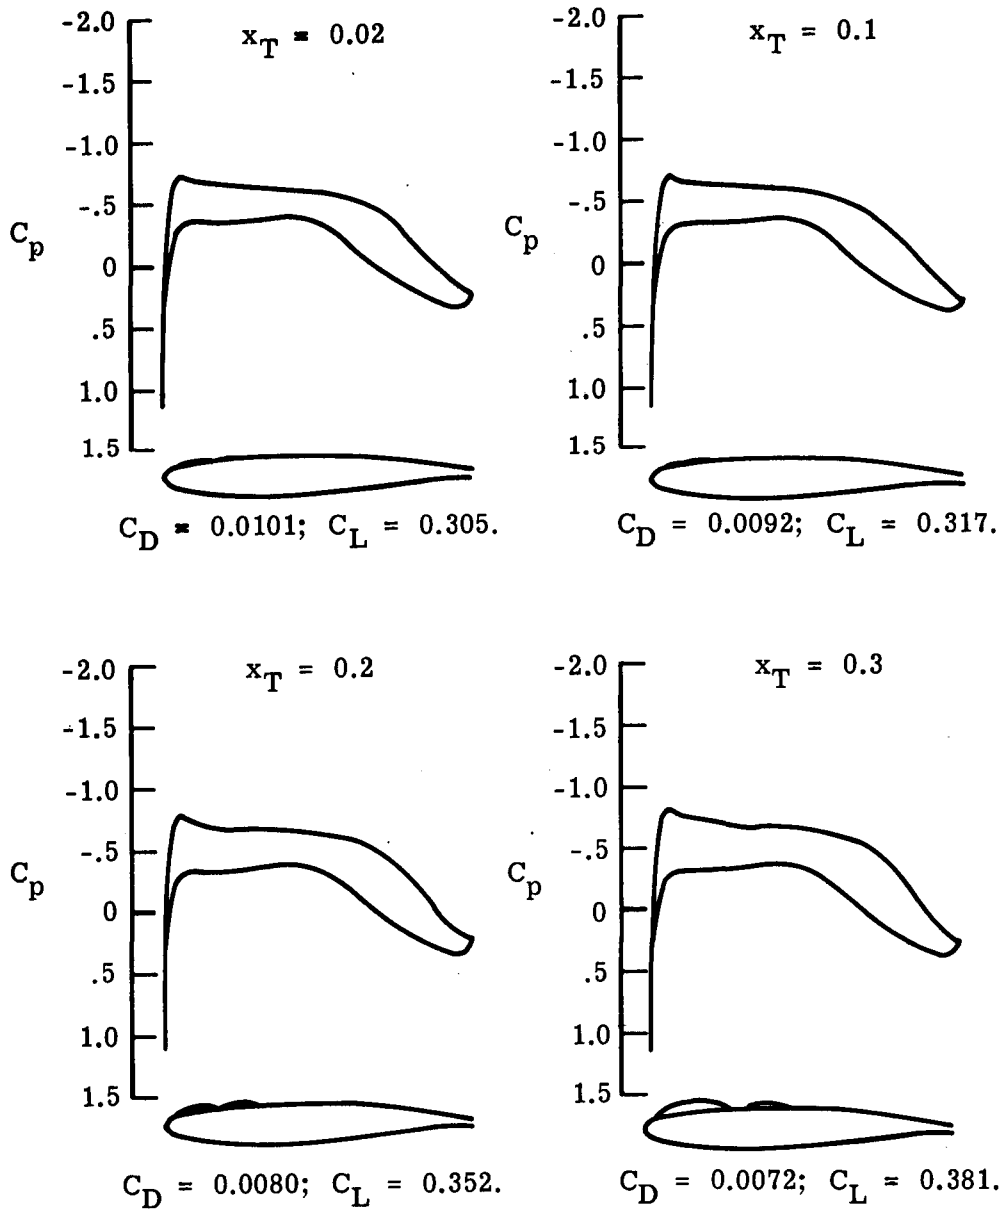 x_T = 0.02
-2.0
-1.5
-1.0
-.5
C_p
0
.5
1.0
1.5
C_D = 0.0101; C_L = 0.305.
x_T = 0.1
-2.0
-1.5
-1.0
-.5
C_p
0
.5
1.0
1.5
C_D = 0.0092; C_L = 0.317.
x_T = 0.2
-2.0
-1.5
-1.0
-.5
C_p
0
.5
1.0
1.5
C_D = 0.0080; C_L = 0.352.
x_T = 0.3
-2.0
-1.5
-1.0
-.5
C_p
0
.5
1.0
1.5
C_D = 0.0072; C_L = 0.381.